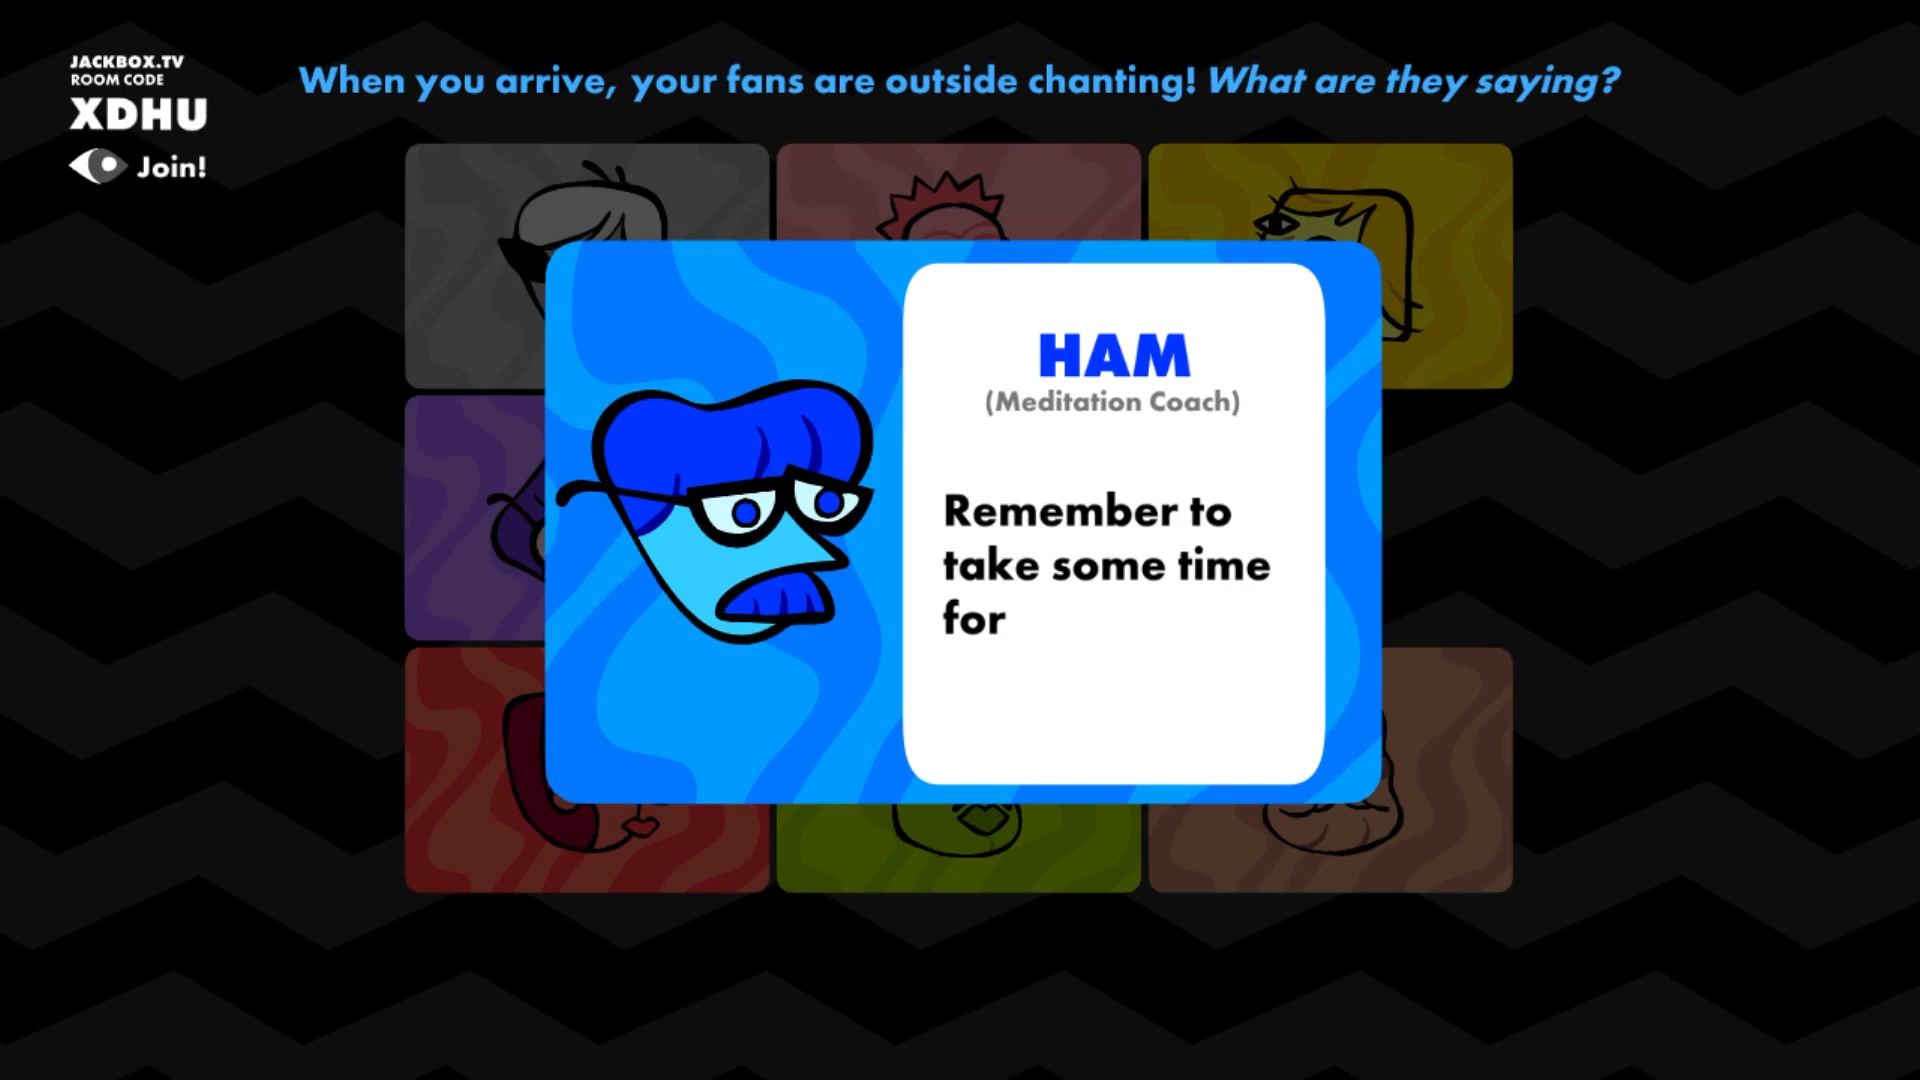 JACKBOX.TV
ROOM CODE
XDHU
Join!
When you arrive, your fans are outside chanting! What are they saying?
HAM
(Meditation Coach)
Remember to
take some time
for